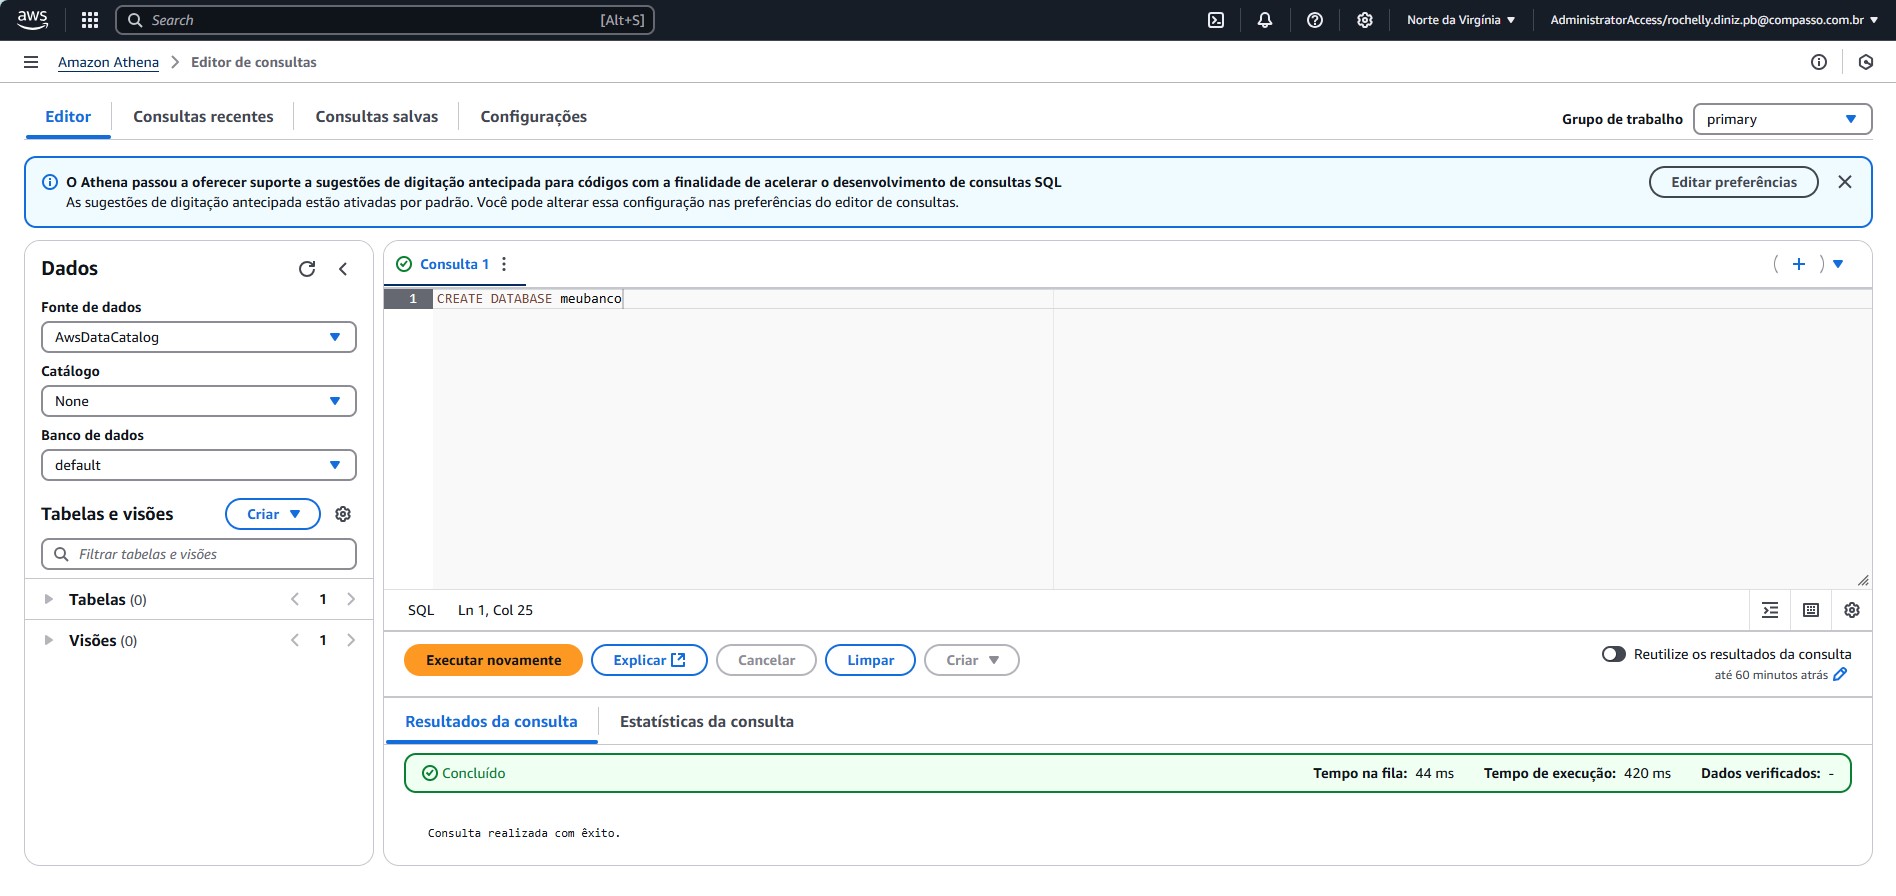 aws
Search [Alt+S]
Norte da Virgínia
AdministratorAccess/rochelly.diniz.pb@compasso.com.br
Amazon Athena
Editor de consultas
Editor
Consultas recentes
Consultas salvas
Configurações
Grupo de trabalho
primary
O Athena passou a oferecer suporte a sugestões de digitação antecipada para códigos com a finalidade de acelerar o desenvolvimento de consultas SQL
As sugestões de digitação antecipada estão ativadas por padrão. Você pode alterar essa configuração nas preferências do editor de consultas.
Editar preferências
Dados
Fonte de dados
AwsDataCatalog
Catálogo
None
Banco de dados
default
Tabelas e visões
Criar
Filtrar tabelas e visões
Tabelas (0)
1
Visões (0)
1
Consulta 1
1 CREATE DATABASE meubanco
SQL
Ln 1, Col 25
Executar novamente
Explicar
Cancelar
Limpar
Criar
Reutilize os resultados da consulta
até 60 minutos atrás
Resultados da consulta
Estatísticas da consulta
Concluído
Tempo na fila: 44 ms
Tempo de execução: 420 ms
Dados verificados: -
Consulta realizada com êxito.